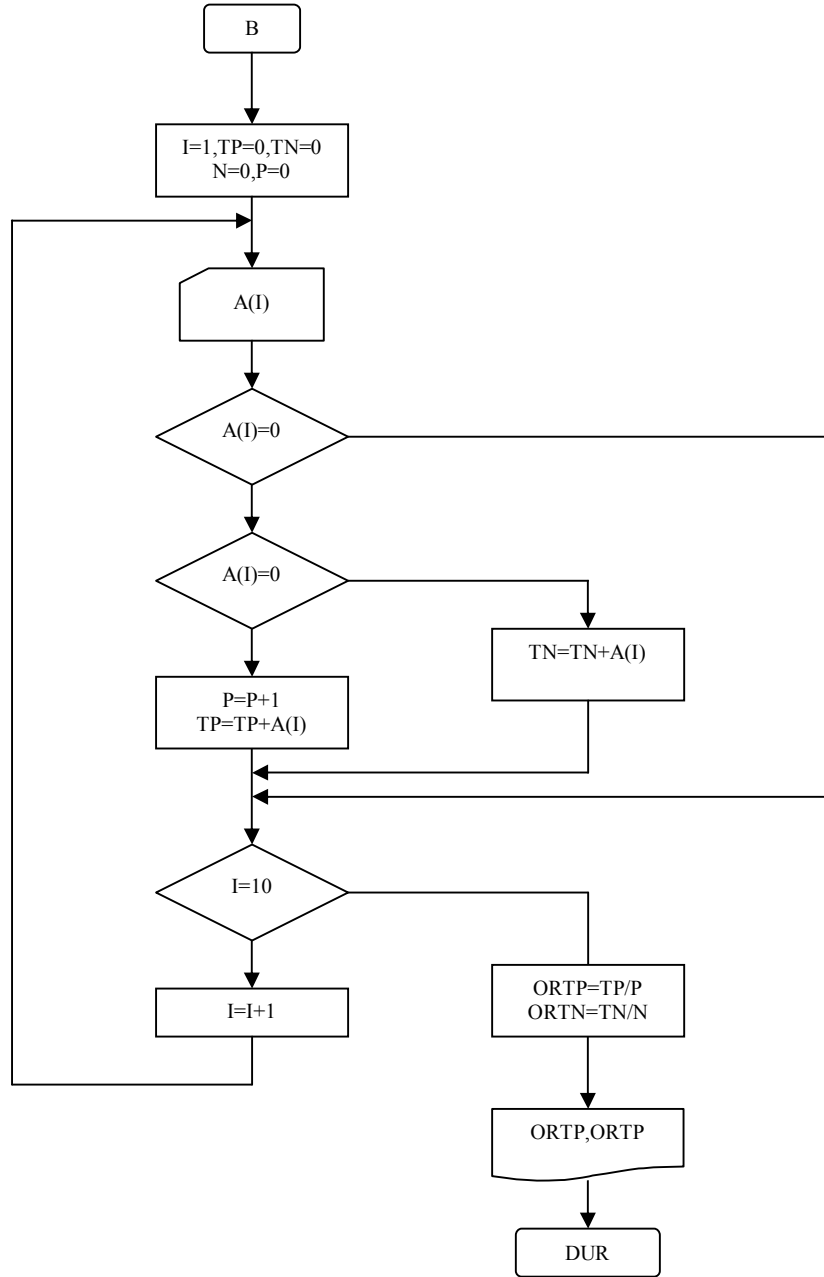 B
I=1,TP=0,TN=0
N=0,P=0
A(I)
A(I)=0
A(I)=0
TN=TN+A(I)
P=P+1
TP=TP+A(I)
I=10
I=I+1
ORTP=TP/P
ORTN=TN/N
ORTP,ORTP
DUR